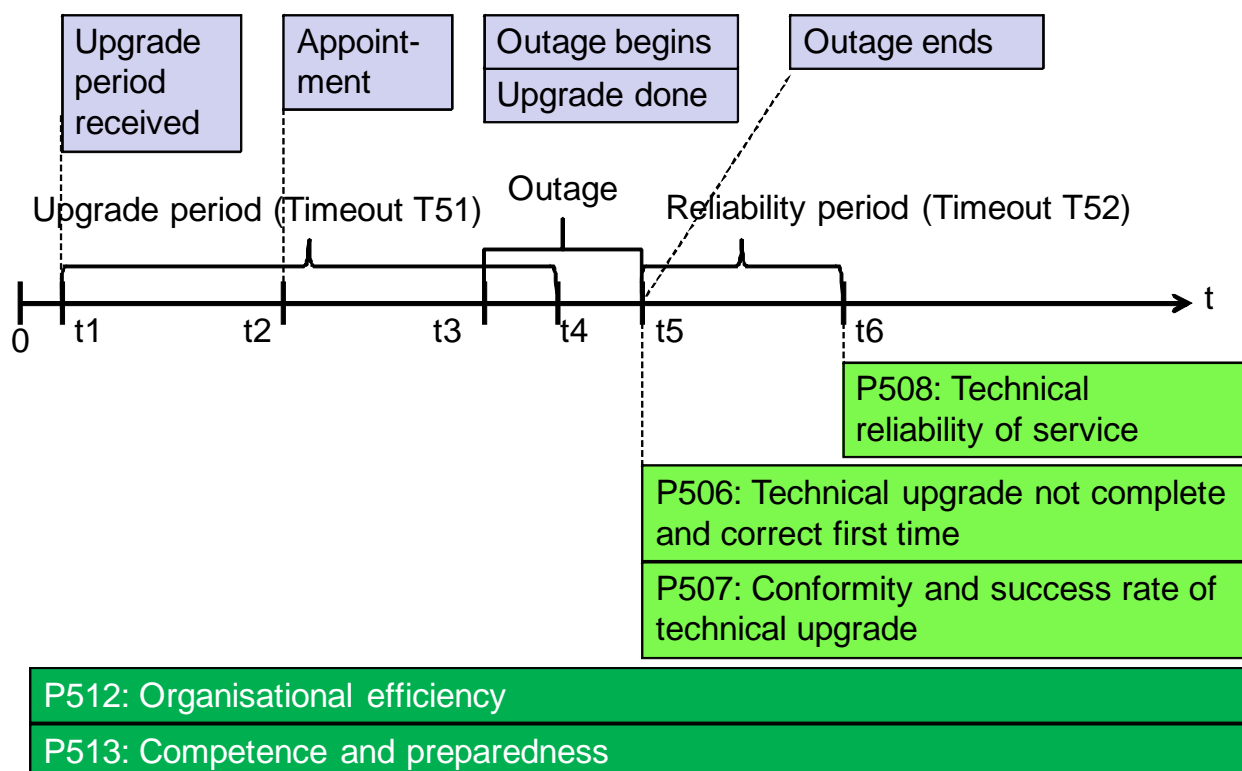 Upgrade
period
received
Appoint-
ment
Outage begins
Upgrade done
Outage ends
Outage
Upgrade period (Timeout T51)
Reliability period (Timeout T52)
t
0
t1
t2
t3
t4
t5
t6
P508: Technical
reliability of service
P506: Technical upgrade not complete
and correct first time
P507: Conformity and success rate of
technical upgrade
P512: Organisational efficiency
P513: Competence and preparedness